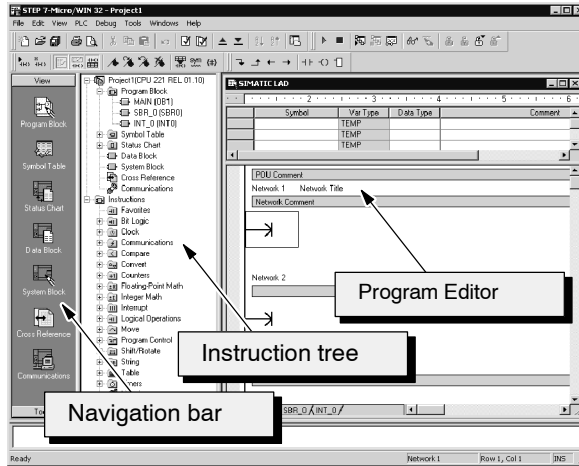 STEP 7-Micro/WIN 32 - Project1
File Edit View PLC Debug Tools Windows Help
View
Program Block
Symbol Table
Status Chart
Data Block
System Block
Cross Reference
Communications
Project1(CPU 221 REL 01.10)
Program Block
MAIN (OB1)
SBR_0 (SBR0)
INT_0 (INT0)
Symbol Table
Status Chart
Data Block
System Block
Cross Reference
Communications
Instructions
Favorites
Bit Logic
Clock
Communications
Compare
Convert
Counters
Floating-Point Math
Integer Math
Interrupt
Logical Operations
Move
Program Control
Shift/Rotate
String
Table
SIMATIC LAD
3 4 5 6
Symbol Var Type Data Type Comment
TEMP
TEMP
TEMP
POU Comment
Network 1 Network Title
Network Comment
Network 2
Program Editor
Instruction tree
Navigation bar
SBR_0 INT_0
Ready Network 1 Row 1, Col 1 INS